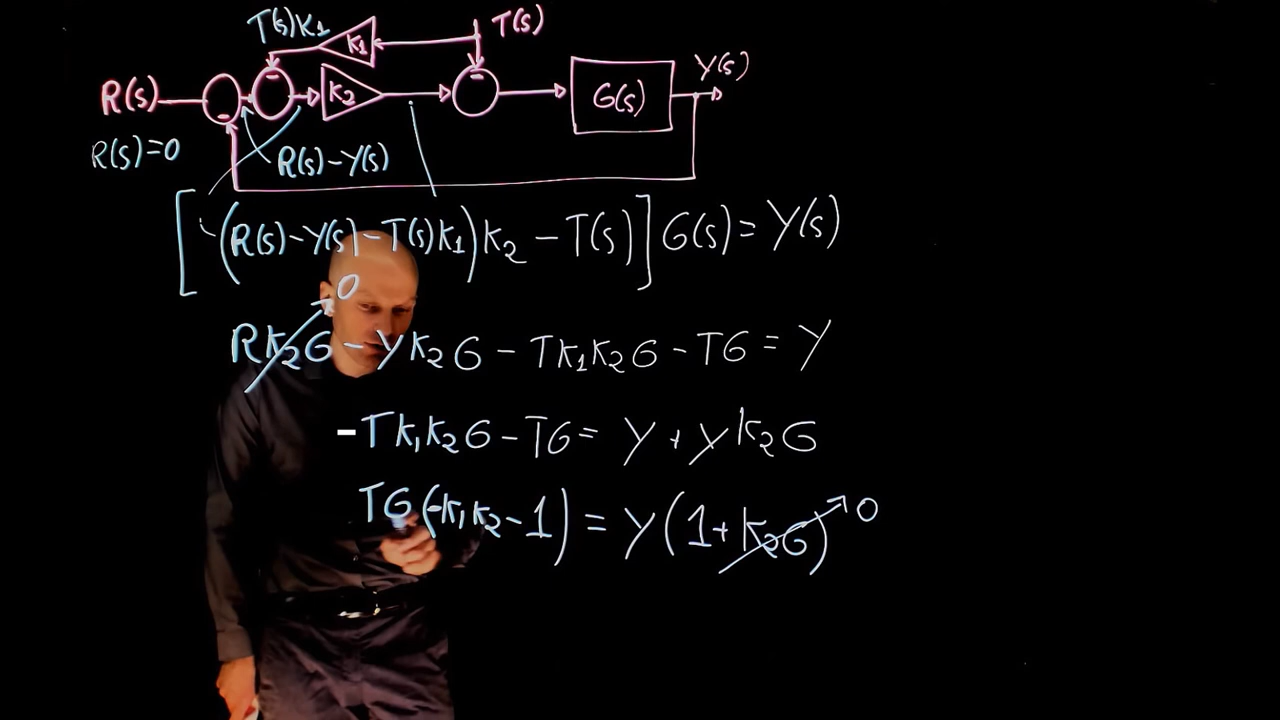 T(s)K1
K1
T(s)
R(s)
-
-
K2
-
G(s)
Y(s)
R(s)=0
R(s)-Y(s)
[(R(s)-Y(s)-T(s)K1)K2-T(s)]G(s)=Y(s)
0
RK2G-YK2G-TK1K2G-TG=Y
-TK1K2G-TG=Y+YK2G
TG(-K1K2-1)=Y(1+K2G) 0